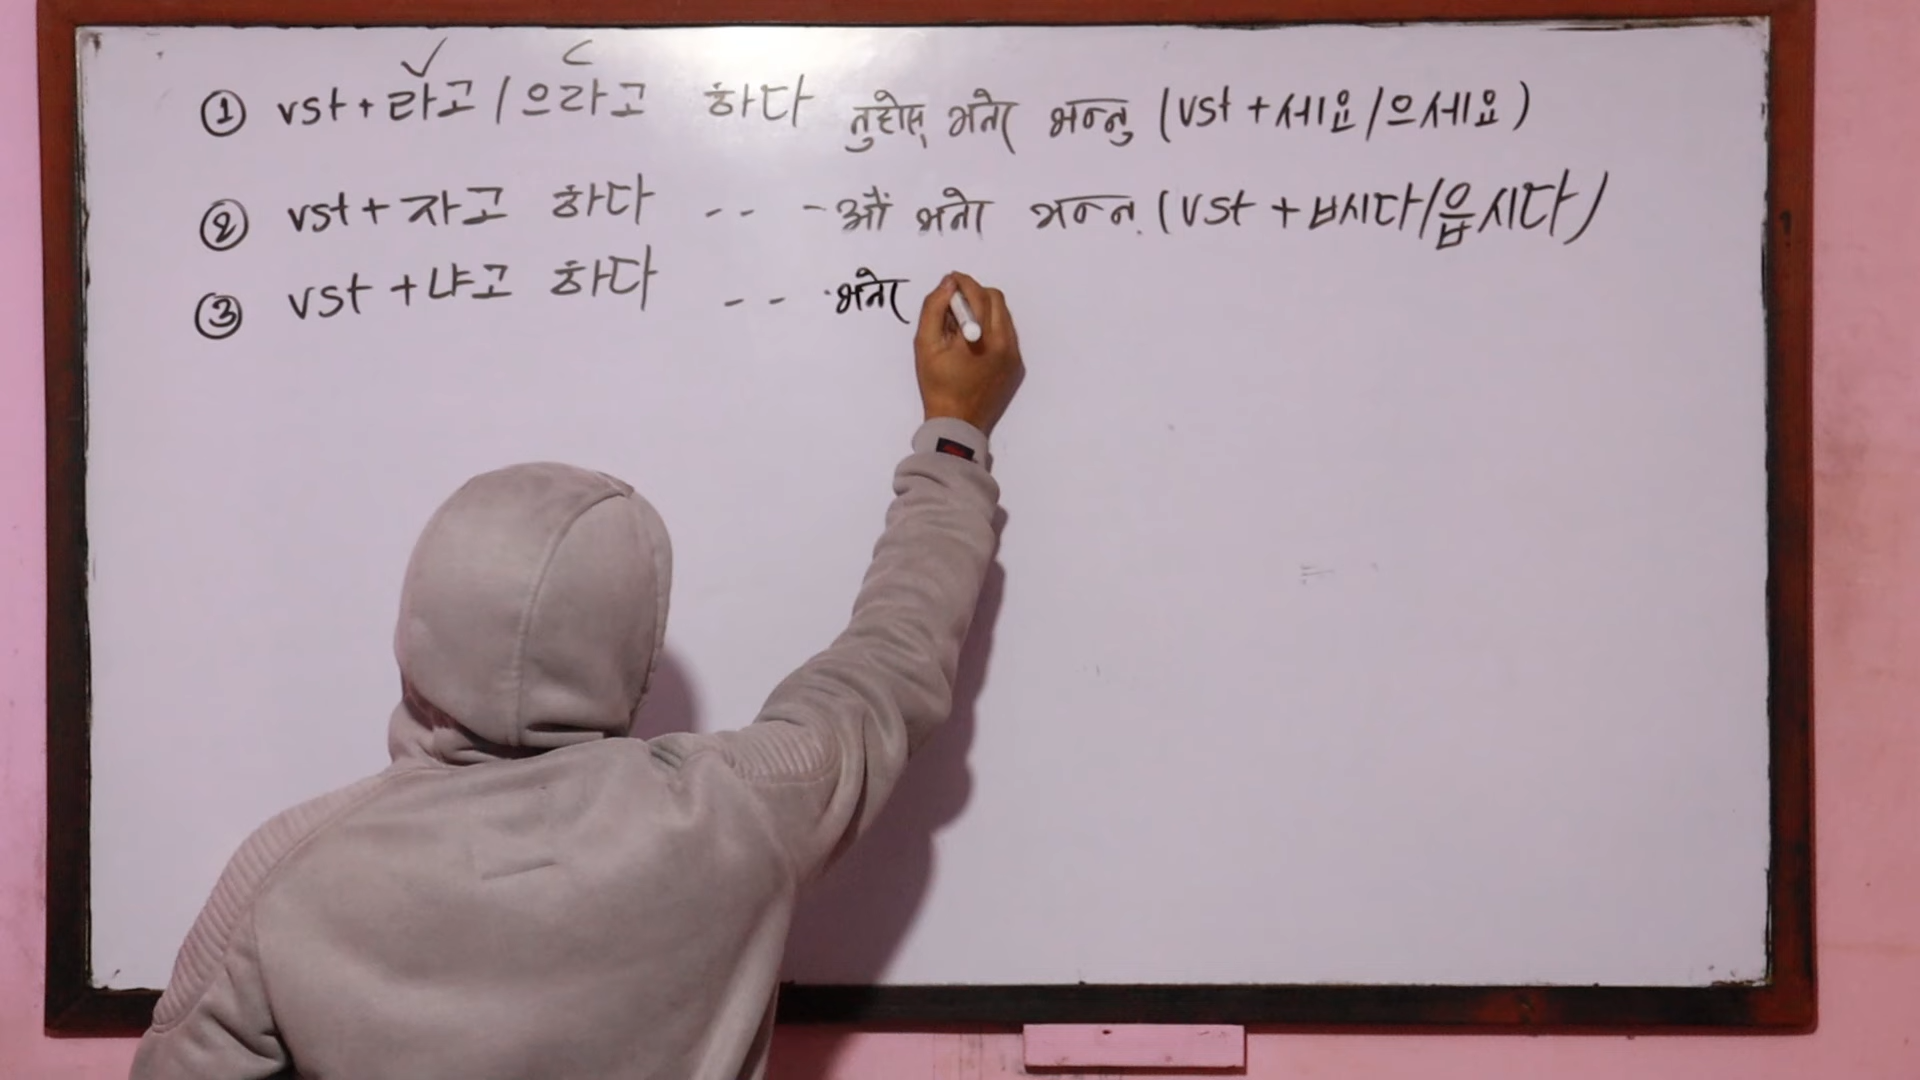 ✓ c
① vst + 라고 / 으라고 하다 नुहोस् भनेर भन्नु (vst + 세요/으세요)
② vst + 자고 하다 -- - औं भनेर भन्नु (vst + ㅂ시다/읍시다)
③ vst + 냐고 하다 -- - भनेर